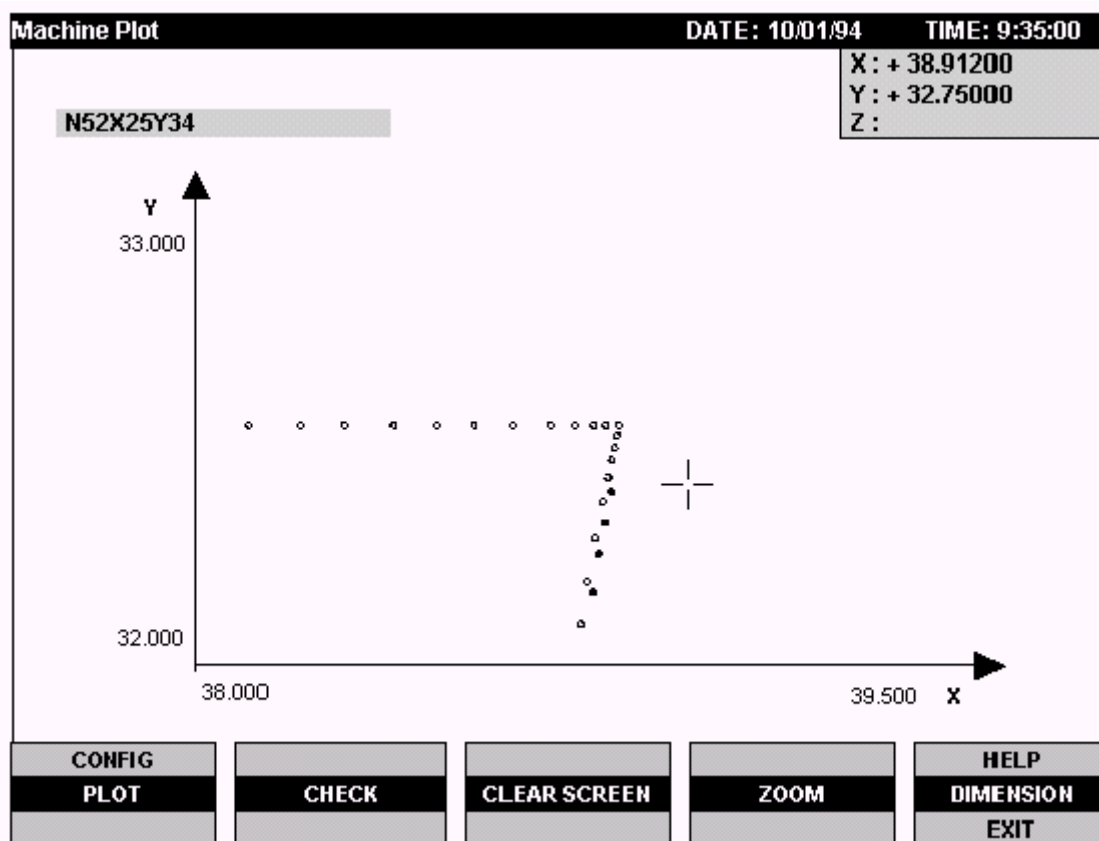 Machine Plot DATE: 10/01/94 TIME: 9:35:00
X : + 38.91200
Y : + 32.75000
Z :
N52X25Y34
Y
33.000
32.000
38.000
39.500 X
CONFIG HELP
PLOT CHECK CLEAR SCREEN ZOOM DIMENSION
EXIT